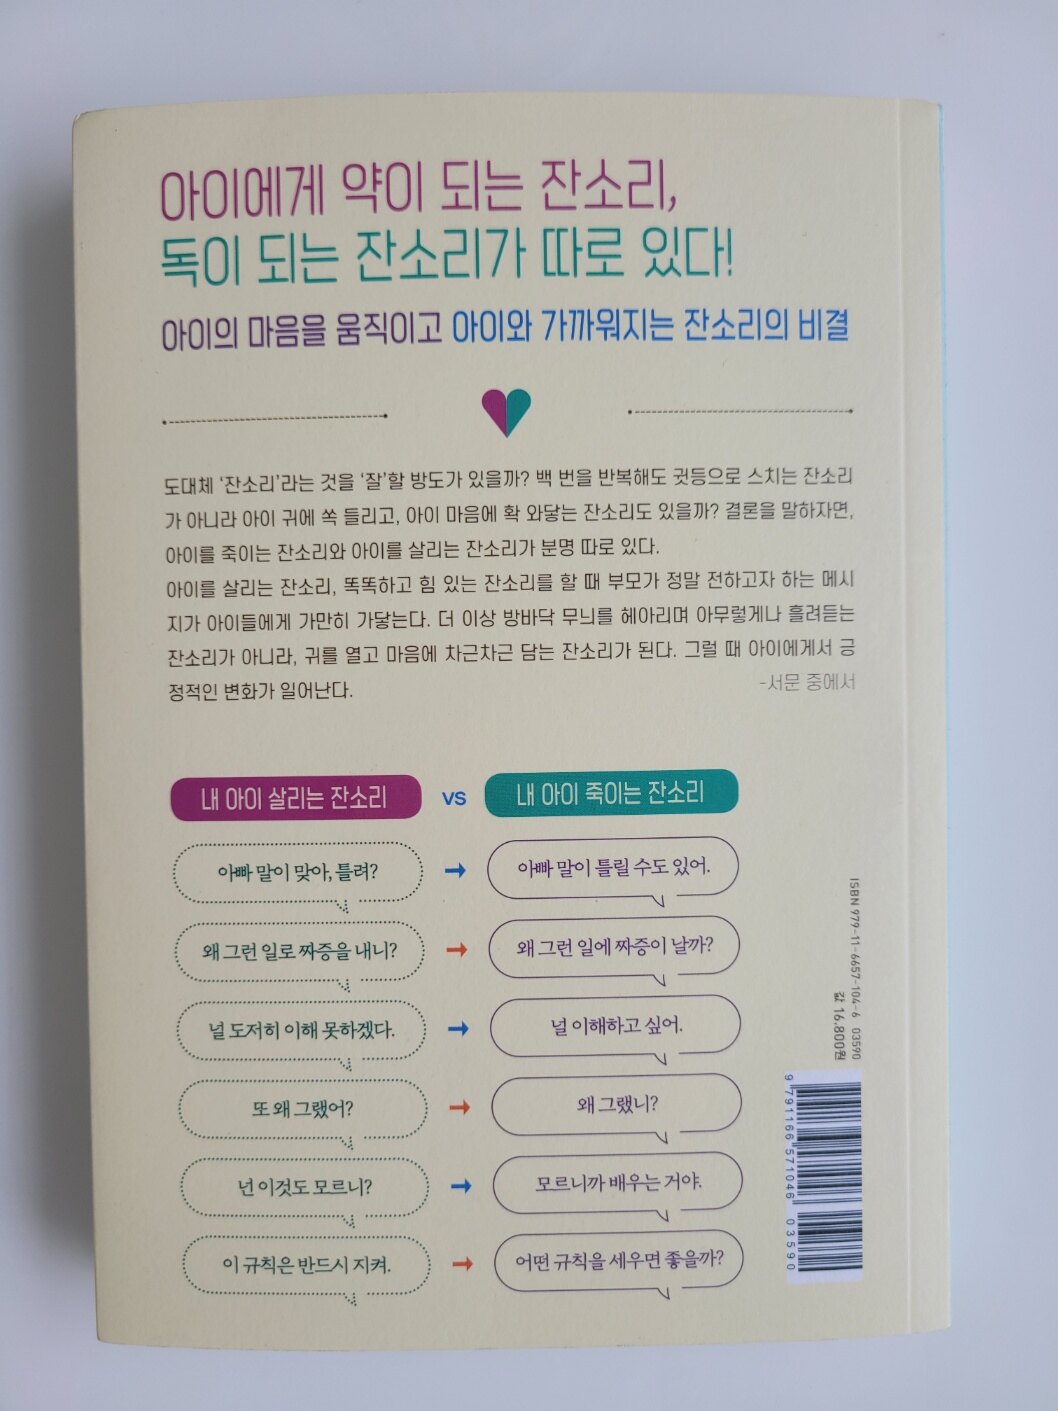 아이에게 약이 되는 잔소리,
독이 되는 잔소리가 따로 있다!
아이의 마음을 움직이고 아이와 가까워지는 잔소리의 비결
도대체 ‘잔소리’라는 것을 ‘잘’할 방도가 있을까? 백 번을 반복해도 귓등으로 스치는 잔소리
가 아니라 아이 귀에 쏙 들리고, 아이 마음에 확 와닿는 잔소리도 있을까? 결론을 말하자면,
아이를 죽이는 잔소리와 아이를 살리는 잔소리가 분명 따로 있다.
아이를 살리는 잔소리, 똑똑하고 힘 있는 잔소리를 할 때 부모가 정말 전하고자 하는 메시
지가 아이들에게 가만히 가닿는다. 더 이상 방바닥 무늬를 헤아리며 아무렇게나 흘려듣는
잔소리가 아니라, 귀를 열고 마음에 차근차근 담는 잔소리가 된다. 그럴 때 아이에게서 긍
정적인 변화가 일어난다.
-서문 중에서
내 아이 살리는 잔소리 vs 내 아이 죽이는 잔소리
아빠 말이 맞아, 틀려? → 아빠 말이 틀릴 수도 있어.
왜 그런 일로 짜증을 내니? → 왜 그런 일에 짜증이 날까?
널 도저히 이해 못하겠다. → 널 이해하고 싶어.
또 왜 그랬어? → 왜 그랬니?
넌 이것도 모르니? → 모르니까 배우는 거야.
이 규칙은 반드시 지켜. → 어떤 규칙을 세우면 좋을까?
ISBN 979-11-6657-104-6 03590
값 16,800원
9 791166 571046 03590